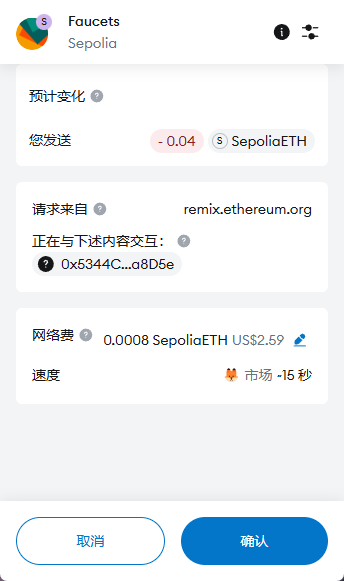 S
Faucets
Sepolia
预计变化 ?
您发送 - 0.04 S SepoliaETH
请求来自 ? remix.ethereum.org
正在与下述内容交互： ?
? 0x5344C...a8D5e
网络费 ? 0.0008 SepoliaETH US$2.59
速度 市场 ~15 秒
取消 确认